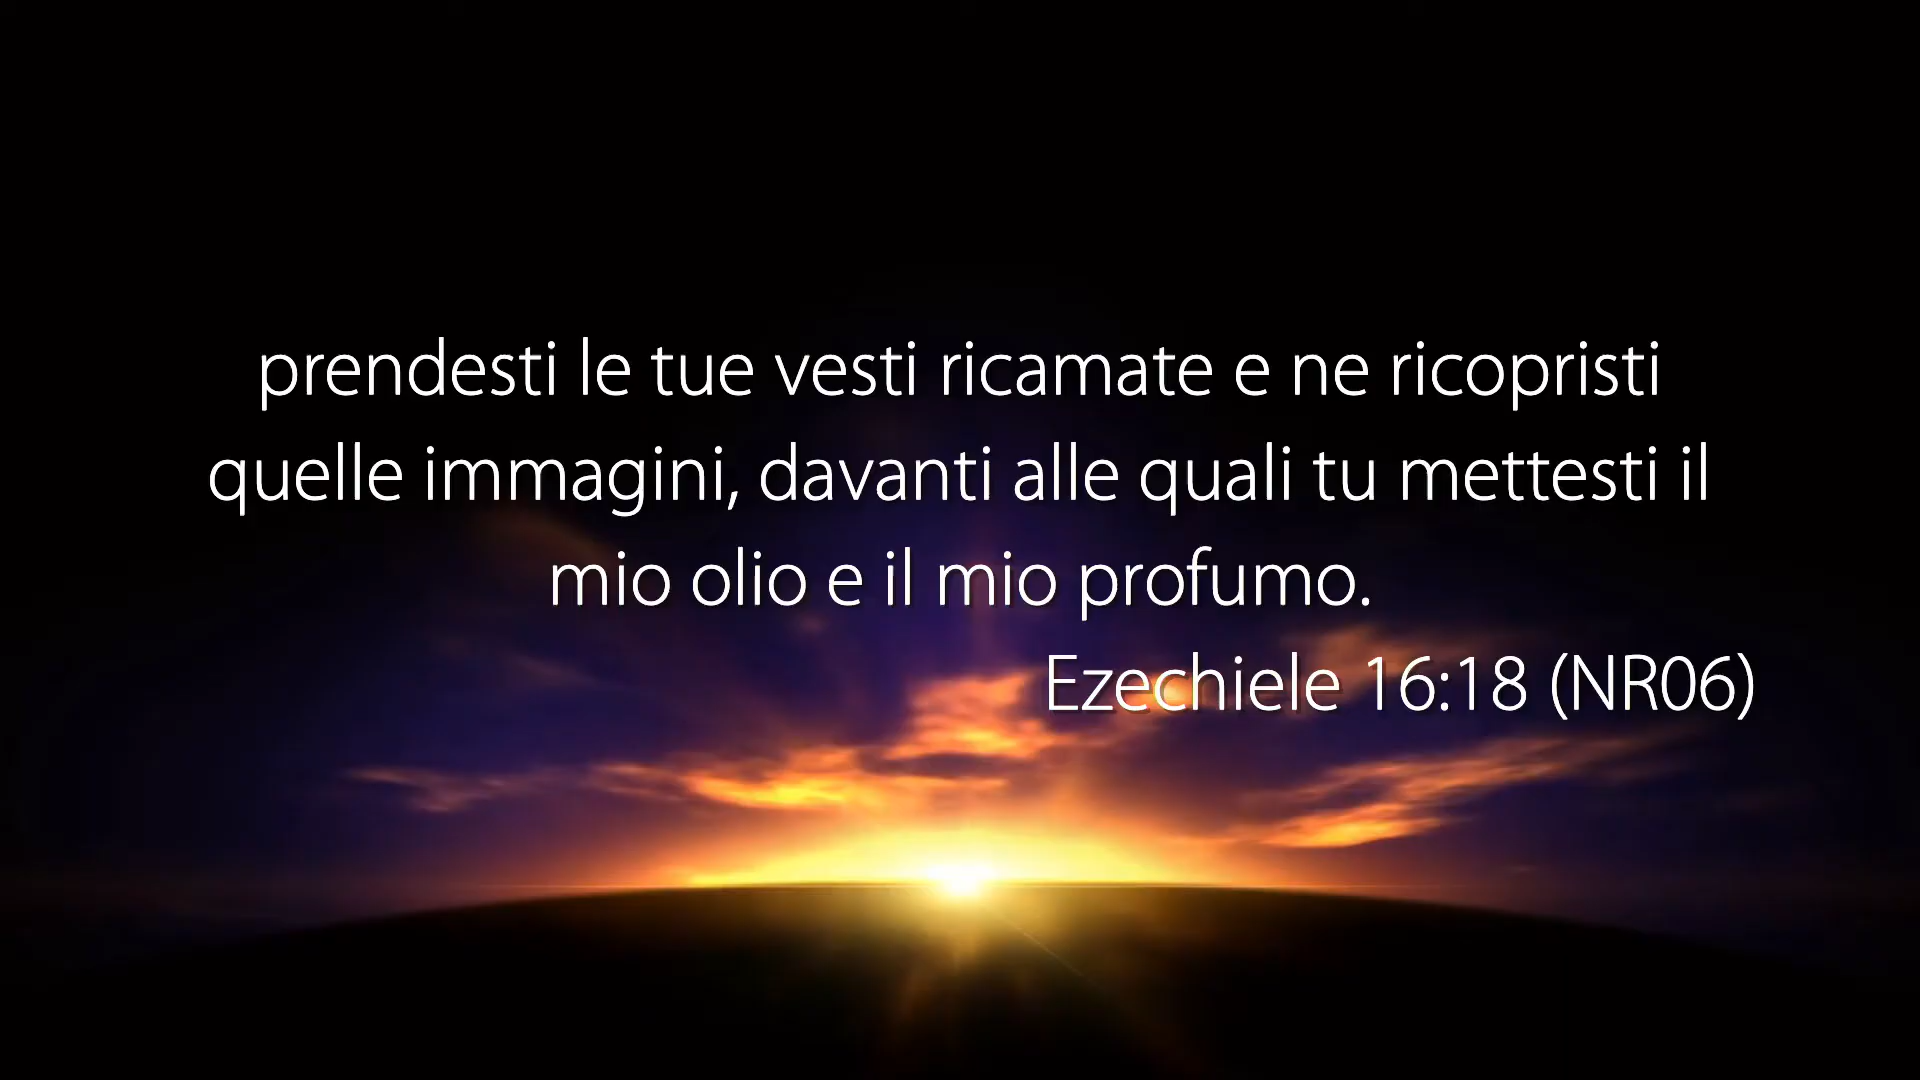 prendesti le tue vesti ricamate e ne ricopristi
quelle immagini, davanti alle quali tu mettesti il
mio olio e il mio profumo.
Ezechiele 16:18 (NR06)